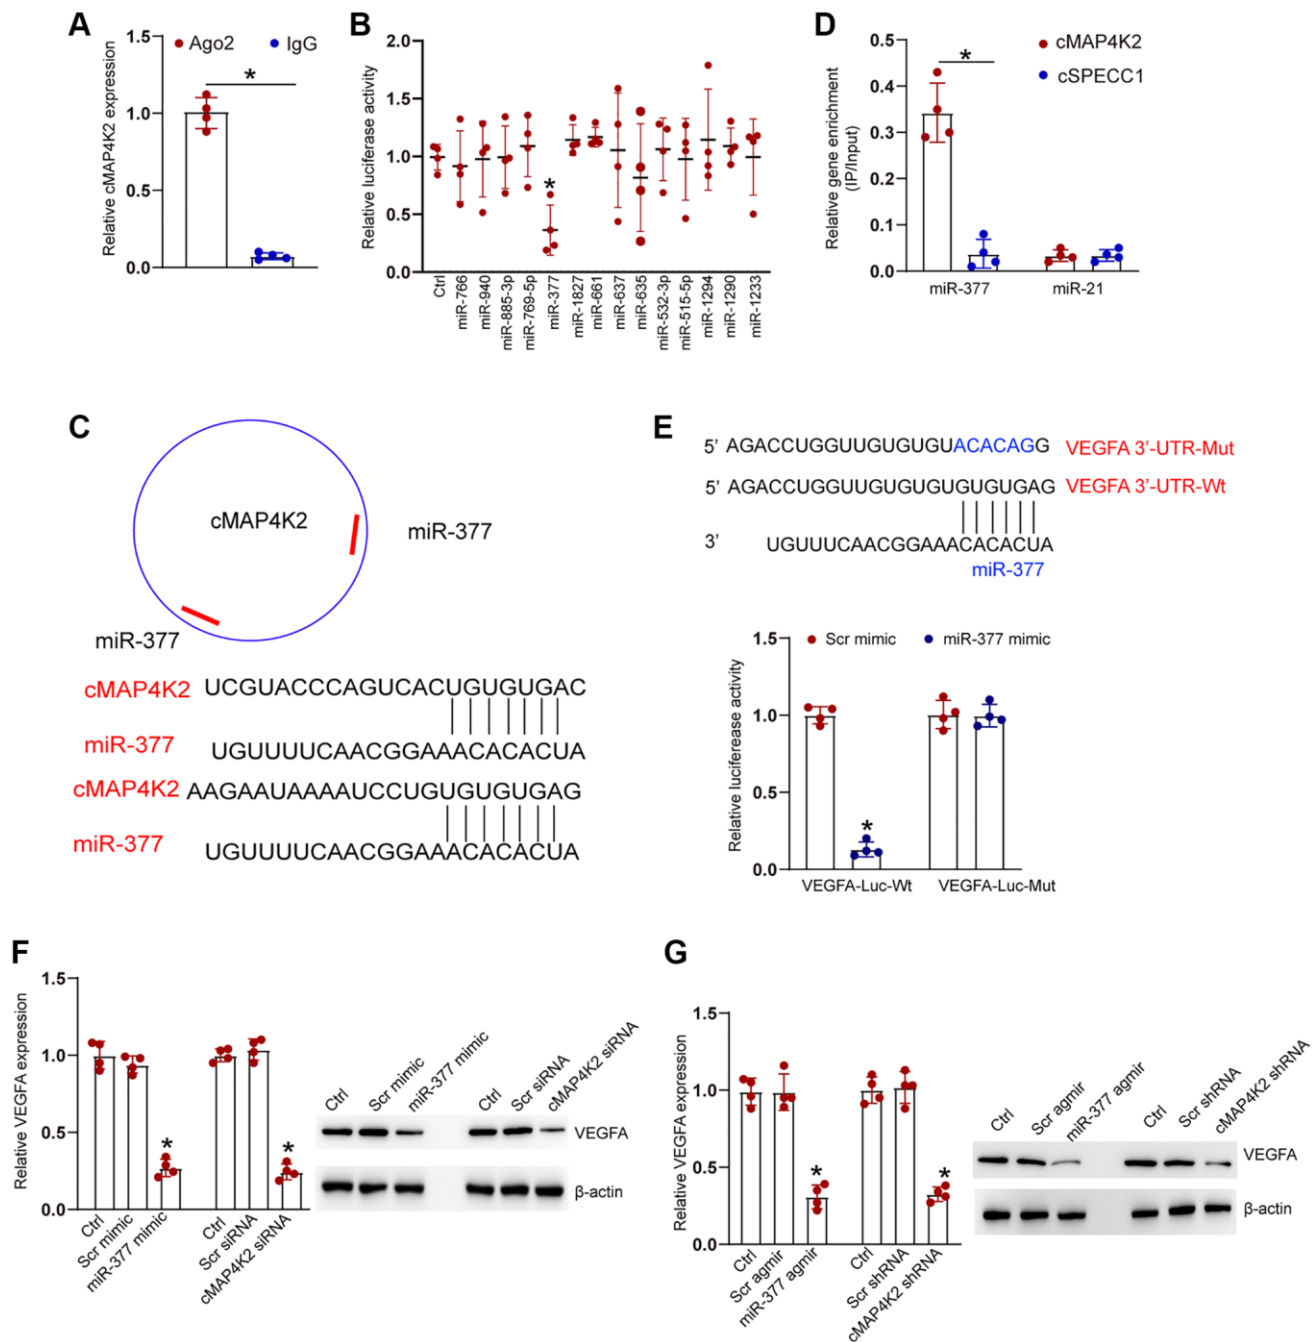 A
Relative cMAP4K2 expression
1.5
1.0
0.5
0.0
Ago2
IgG
*
B
Relative luciferase activity
2.0
1.5
1.0
0.5
0.0
*
Ctrl
miR-766
miR-940
miR-885-3p
miR-769-5p
miR-377
miR-1827
miR-661
miR-637
miR-635
miR-532-3p
miR-515-5p
miR-1294
miR-1290
miR-1233
D
Relative gene enrichment
(IP/Input)
0.5
0.4
0.3
0.2
0.1
0.0
*
cMAP4K2
cSPECC1
miR-377
miR-21
C
cMAP4K2
miR-377
miR-377
cMAP4K2 UCGUACCCAGUCACUGUGUGAC
miR-377 UGUUUUCAACGGAAACACACUA
cMAP4K2 AAGAAUAAAAUCCUGUGUGUGAG
miR-377 UGUUUUCAACGGAAACACACUA
E
5’ AGACCUGGUUGUGUGUACACAGG VEGFA 3’-UTR-Mut
5’ AGACCUGGUUGUGUGUGUGUGAG VEGFA 3’-UTR-Wt
3’ UGUUUCAACGGAAACACACUA
miR-377
Relative luciferease activity
1.5
1.0
0.5
0.0
Scr mimic
miR-377 mimic
*
VEGFA-Luc-Wt
VEGFA-Luc-Mut
F
Relative VEGFA expression
1.5
1.0
0.5
0.0
*
*
Ctrl
Scr mimic
miR-377 mimic
Ctrl
Scr siRNA
cMAP4K2 siRNA
Ctrl
Scr mimic
miR-377 mimic
Ctrl
Scr siRNA
cMAP4K2 siRNA
VEGFA
β-actin
G
Relative VEGFA expression
1.5
1.0
0.5
0.0
*
*
Ctrl
Scr agmir
miR-377 agmir
Ctrl
Scr shRNA
cMAP4K2 shRNA
Ctrl
Scr agmir
miR-377 agmir
Ctrl
Scr shRNA
cMAP4K2 shRNA
VEGFA
β-actin